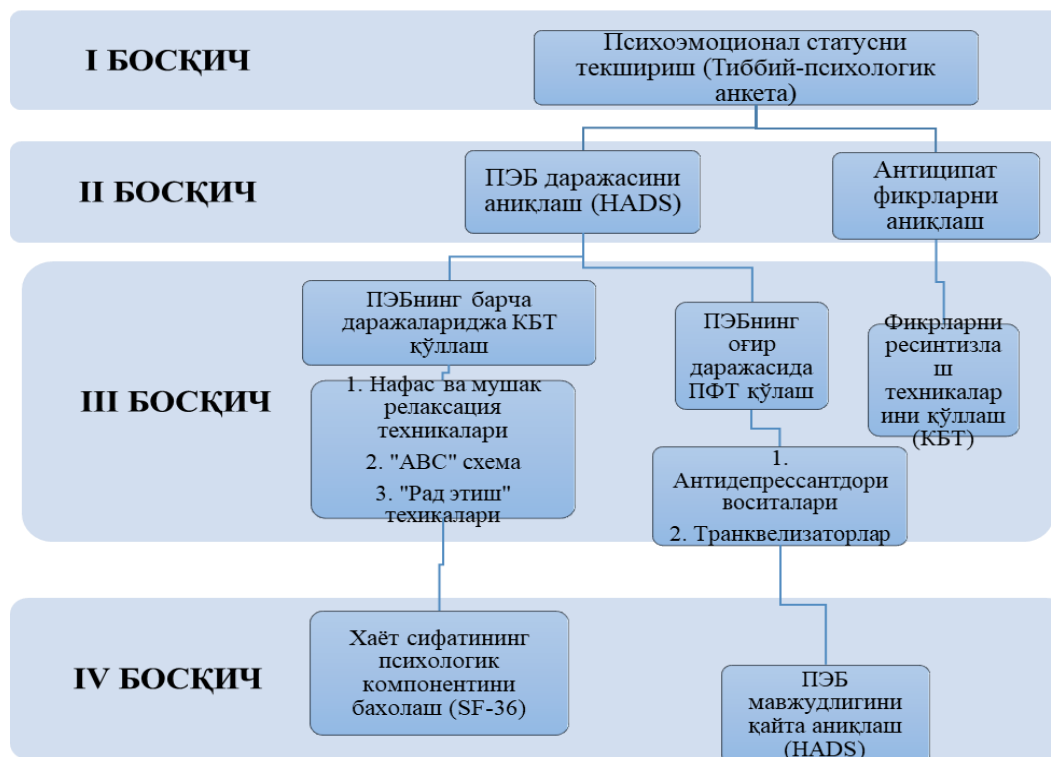 I БОСҚИЧ
Психоэмоционал статусни
текшириш (Тиббий-психологик
анкета)
II БОСҚИЧ
ПЭБ даражасини
аниқлаш (HADS)
Антиципат
фикрларни
аниқлаш
III БОСҚИЧ
ПЭБнинг барча
даражалариджа КБТ
қўллаш
1. Нафас ва мушак
релаксация
техникалари
2. "АВС" схема
3. "Рад этиш"
техикалари
ПЭБнинг
оғир
даражасида
ПФТ қўлаш
1.
Антидепрессантдори
воситалари
2. Транквелизаторлар
Фикрларни
ресинтизла
ш
техникалар
ини қўллаш
(КБТ)
IV БОСҚИЧ
Хаёт сифатининг
психологик
компонентини
бахолаш (SF-36)
ПЭБ
мавжудлигини
қайта аниқлаш
(HADS)